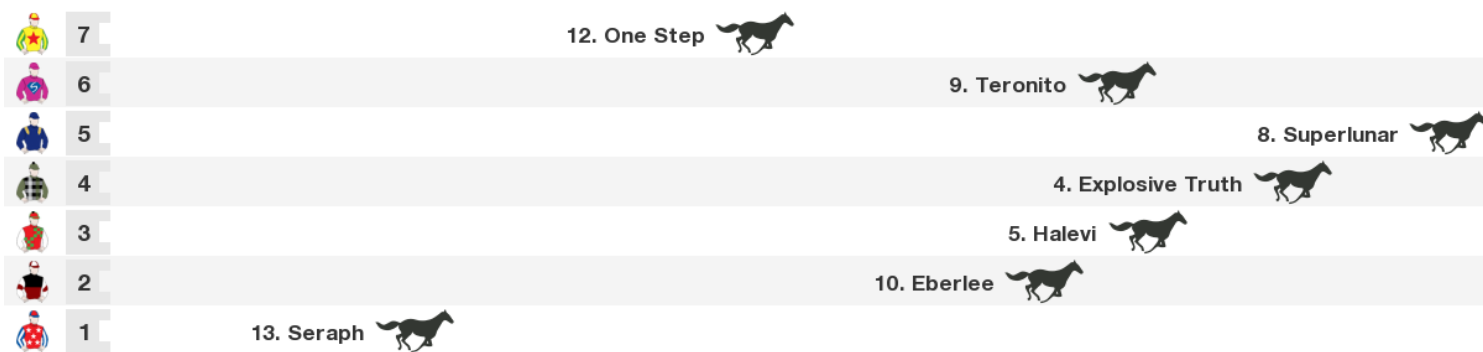 7 12. One Step
6 9. Teronito
5 8. Superlunar
4 4. Explosive Truth
3 5. Halevi
2 10. Eberlee
1 13. Seraph